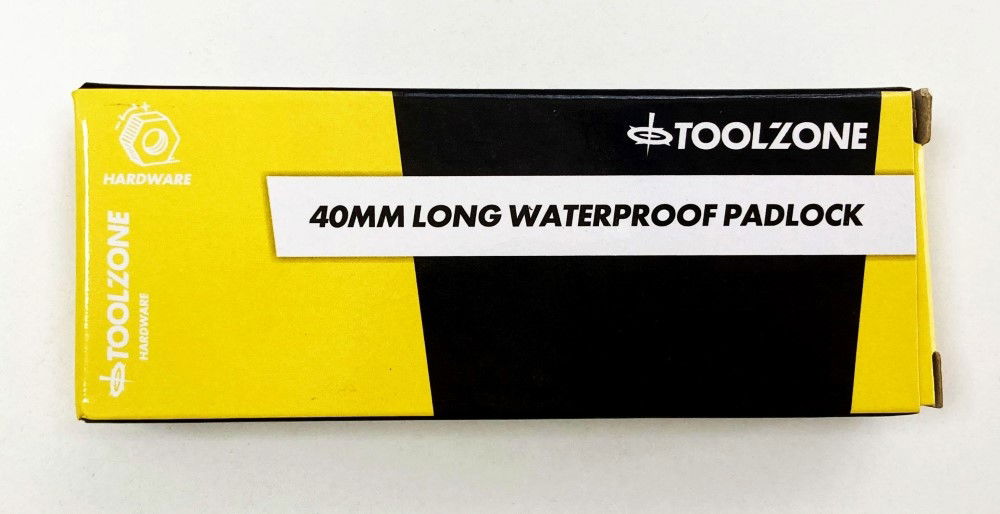 HARDWARE
TOOLZONE
HARDWARE
TOOLZONE
40MM LONG WATERPROOF PADLOCK